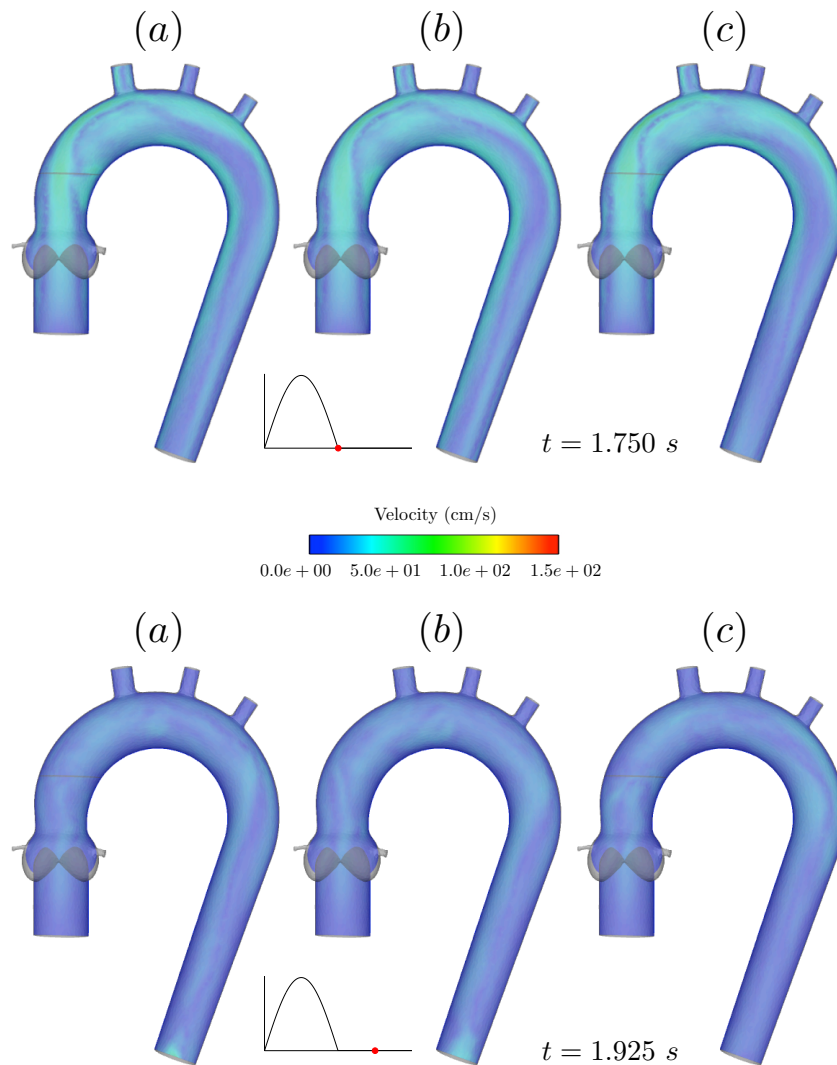 (a) (b) (c)
t = 1.750 s
Velocity (cm/s)
0.0e + 00 5.0e + 01 1.0e + 02 1.5e + 02
(a) (b) (c)
t = 1.925 s